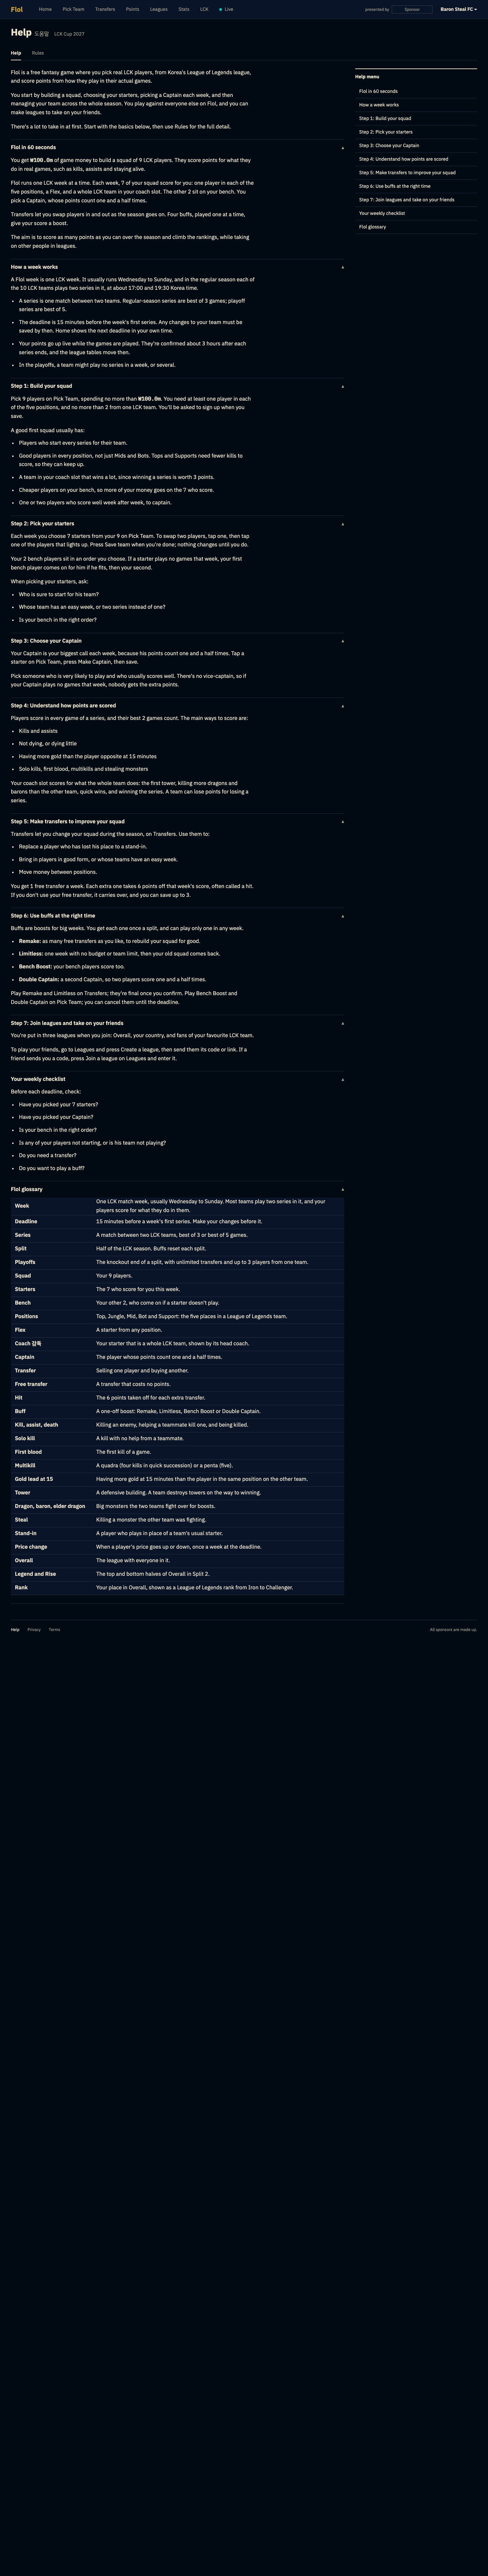 Flol
Home Pick Team Transfers Points Leagues Stats LCK Live
presented by Sponsor Baron Steal FC
Help 도움말 LCK Cup 2027
Help Rules
Flol is a free fantasy game where you pick real LCK players, from Korea's League of Legends league,
and score points from how they play in their actual games.
You start by building a squad, choosing your starters, picking a Captain each week, and then
managing your team across the whole season. You play against everyone else on Flol, and you can
make leagues to take on your friends.
There's a lot to take in at first. Start with the basics below, then use Rules for the full detail.
Help menu
Flol in 60 seconds
How a week works
Step 1: Build your squad
Step 2: Pick your starters
Step 3: Choose your Captain
Step 4: Understand how points are scored
Step 5: Make transfers to improve your squad
Step 6: Use buffs at the right time
Step 7: Join leagues and take on your friends
Your weekly checklist
Flol glossary
Flol in 60 seconds
You get ₩100.0m of game money to build a squad of 9 LCK players. They score points for what they
do in real games, such as kills, assists and staying alive.
Flol runs one LCK week at a time. Each week, 7 of your squad score for you: one player in each of the
five positions, a Flex, and a whole LCK team in your coach slot. The other 2 sit on your bench. You
pick a Captain, whose points count one and a half times.
Transfers let you swap players in and out as the season goes on. Four buffs, played one at a time,
give your score a boost.
The aim is to score as many points as you can over the season and climb the rankings, while taking
on other people in leagues.
How a week works
A Flol week is one LCK week. It usually runs Wednesday to Sunday, and in the regular season each of
the 10 LCK teams plays two series in it, at about 17:00 and 19:30 Korea time.
• A series is one match between two teams. Regular-season series are best of 3 games; playoff
series are best of 5.
• The deadline is 15 minutes before the week's first series. Any changes to your team must be
saved by then. Home shows the next deadline in your own time.
• Your points go up live while the games are played. They're confirmed about 3 hours after each
series ends, and the league tables move then.
• In the playoffs, a team might play no series in a week, or several.
Step 1: Build your squad
Pick 9 players on Pick Team, spending no more than ₩100.0m. You need at least one player in each
of the five positions, and no more than 2 from one LCK team. You'll be asked to sign up when you
save.
A good first squad usually has:
• Players who start every series for their team.
• Good players in every position, not just Mids and Bots. Tops and Supports need fewer kills to
score, so they can keep up.
• A team in your coach slot that wins a lot, since winning a series is worth 3 points.
• Cheaper players on your bench, so more of your money goes on the 7 who score.
• One or two players who score well week after week, to captain.
Step 2: Pick your starters
Each week you choose 7 starters from your 9 on Pick Team. To swap two players, tap one, then tap
one of the players that lights up. Press Save team when you're done; nothing changes until you do.
Your 2 bench players sit in an order you choose. If a starter plays no games that week, your first
bench player comes on for him if he fits, then your second.
When picking your starters, ask:
• Who is sure to start for his team?
• Whose team has an easy week, or two series instead of one?
• Is your bench in the right order?
Step 3: Choose your Captain
Your Captain is your biggest call each week, because his points count one and a half times. Tap a
starter on Pick Team, press Make Captain, then save.
Pick someone who is very likely to play and who usually scores well. There's no vice-captain, so if
your Captain plays no games that week, nobody gets the extra points.
Step 4: Understand how points are scored
Players score in every game of a series, and their best 2 games count. The main ways to score are:
• Kills and assists
• Not dying, or dying little
• Having more gold than the player opposite at 15 minutes
• Solo kills, first blood, multikills and stealing monsters
Your coach slot scores for what the whole team does: the first tower, killing more dragons and
barons than the other team, quick wins, and winning the series. A team can lose points for losing a
series.
Step 5: Make transfers to improve your squad
Transfers let you change your squad during the season, on Transfers. Use them to:
• Replace a player who has lost his place to a stand-in.
• Bring in players in good form, or whose teams have an easy week.
• Move money between positions.
You get 1 free transfer a week. Each extra one takes 6 points off that week's score, often called a hit.
If you don't use your free transfer, it carries over, and you can save up to 3.
Step 6: Use buffs at the right time
Buffs are boosts for big weeks. You get each one once a split, and can play only one in any week.
• Remake: as many free transfers as you like, to rebuild your squad for good.
• Limitless: one week with no budget or team limit, then your old squad comes back.
• Bench Boost: your bench players score too.
• Double Captain: a second Captain, so two players score one and a half times.
Play Remake and Limitless on Transfers; they're final once you confirm. Play Bench Boost and
Double Captain on Pick Team; you can cancel them until the deadline.
Step 7: Join leagues and take on your friends
You're put in three leagues when you join: Overall, your country, and fans of your favourite LCK team.
To play your friends, go to Leagues and press Create a league, then send them its code or link. If a
friend sends you a code, press Join a league on Leagues and enter it.
Your weekly checklist
Before each deadline, check:
• Have you picked your 7 starters?
• Have you picked your Captain?
• Is your bench in the right order?
• Is any of your players not starting, or is his team not playing?
• Do you need a transfer?
• Do you want to play a buff?
Flol glossary
Week One LCK match week, usually Wednesday to Sunday. Most teams play two series in it, and your
players score for what they do in them.
Deadline 15 minutes before a week's first series. Make your changes before it.
Series A match between two LCK teams, best of 3 or best of 5 games.
Split Half of the LCK season. Buffs reset each split.
Playoffs The knockout end of a split, with unlimited transfers and up to 3 players from one team.
Squad Your 9 players.
Starters The 7 who score for you this week.
Bench Your other 2, who come on if a starter doesn't play.
Positions Top, Jungle, Mid, Bot and Support: the five places in a League of Legends team.
Flex A starter from any position.
Coach 감독 Your starter that is a whole LCK team, shown by its head coach.
Captain The player whose points count one and a half times.
Transfer Selling one player and buying another.
Free transfer A transfer that costs no points.
Hit The 6 points taken off for each extra transfer.
Buff A one-off boost: Remake, Limitless, Bench Boost or Double Captain.
Kill, assist, death Killing an enemy, helping a teammate kill one, and being killed.
Solo kill A kill with no help from a teammate.
First blood The first kill of a game.
Multikill A quadra (four kills in quick succession) or a penta (five).
Gold lead at 15 Having more gold at 15 minutes than the player in the same position on the other team.
Tower A defensive building. A team destroys towers on the way to winning.
Dragon, baron, elder dragon Big monsters the two teams fight over for boosts.
Steal Killing a monster the other team was fighting.
Stand-in A player who plays in place of a team's usual starter.
Price change When a player's price goes up or down, once a week at the deadline.
Overall The league with everyone in it.
Legend and Rise The top and bottom halves of Overall in Split 2.
Rank Your place in Overall, shown as a League of Legends rank from Iron to Challenger.
Help Privacy Terms All sponsors are made up.